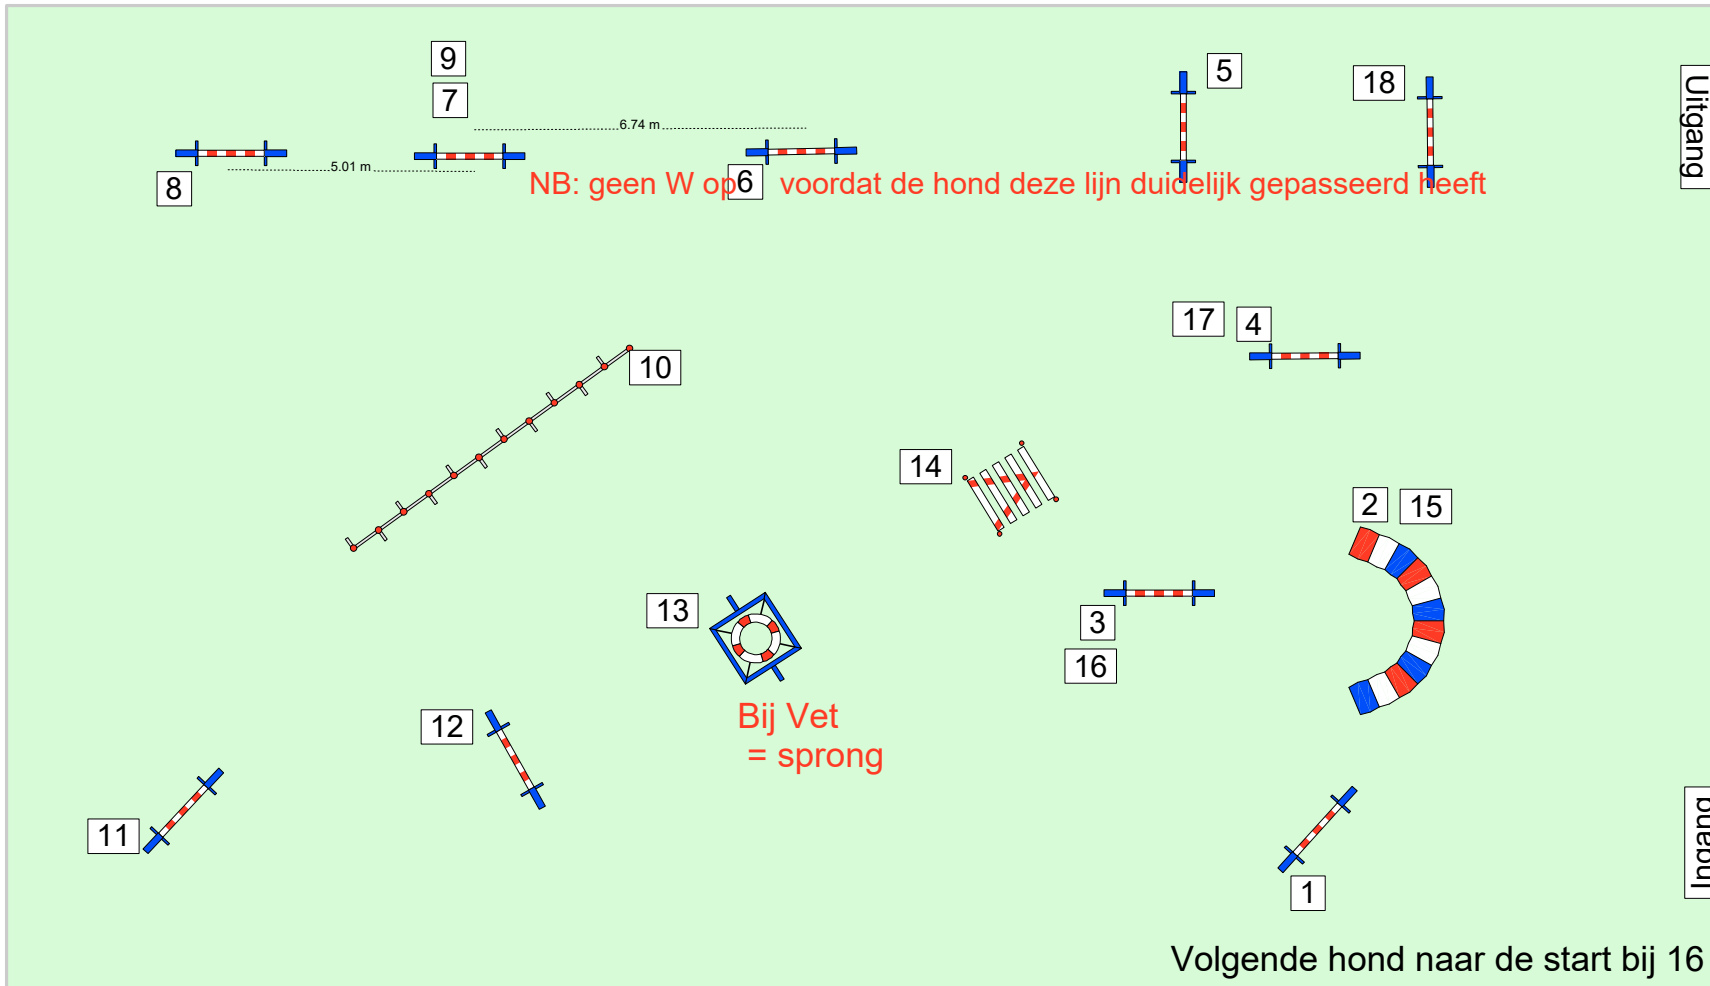 9
5
18
Uitgang
7
6.74 m
5.01 m
8
NB: geen W op 6 voordat de hond deze lijn duidelijk gepasseerd heeft
17
4
10
14
2
15
13
3
16
Bij Vet
= sprong
12
11
Ingang
1
Volgende hond naar de start bij 16